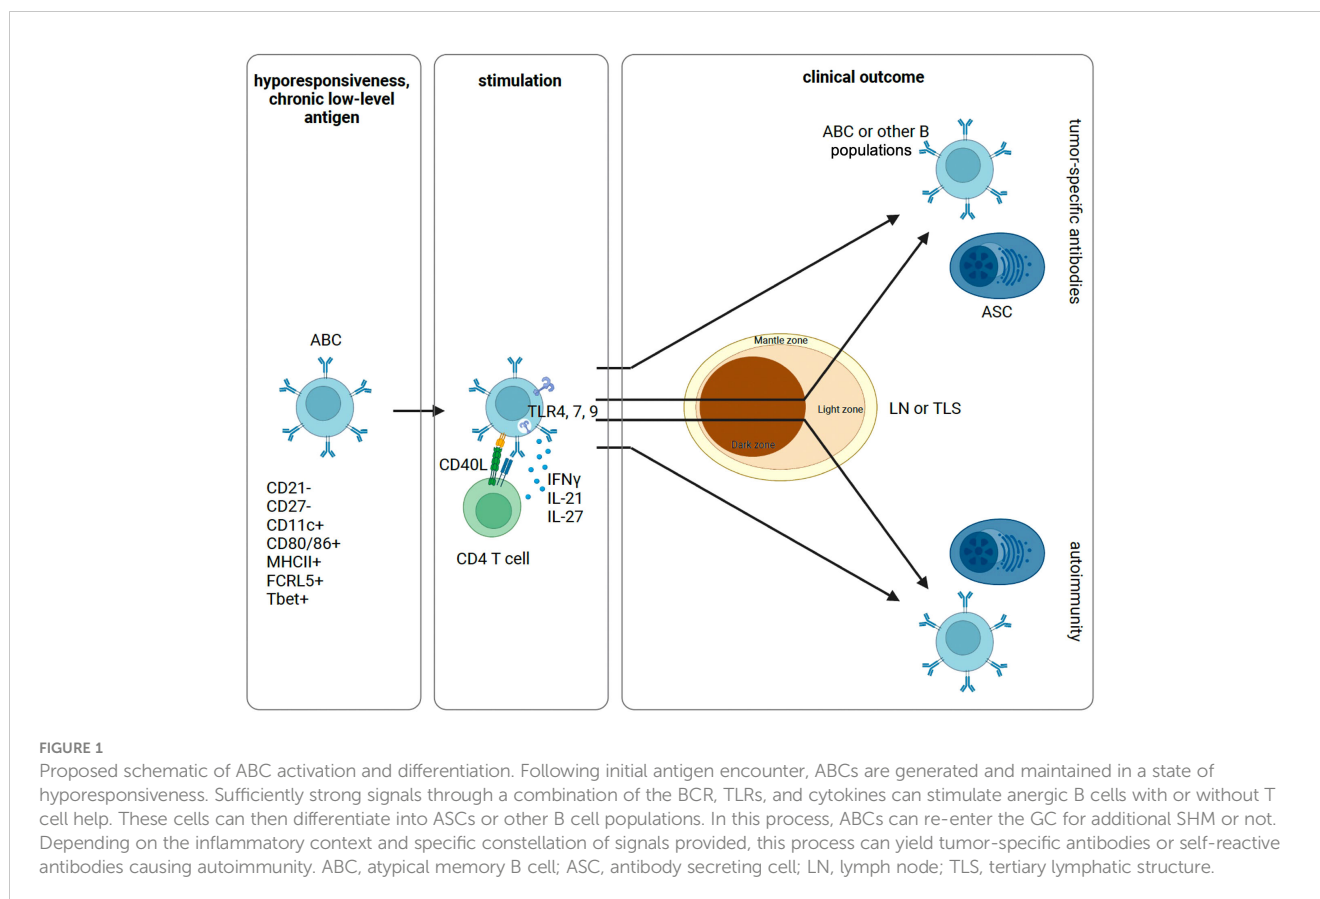 hyporesponsiveness,
chronic low-level
antigen
ABC
CD21-
CD27-
CD11c+
CD80/86+
MHCII+
FCRL5+
Tbet+
stimulation
TLR4, 7, 9
CD40L
IFNγ
IL-21
IL-27
CD4 T cell
clinical outcome
ABC or other B
populations
ASC
tumor-specific antibodies
Mantle zone
Light zone
Dark zone
LN or TLS
autoimmunity
FIGURE 1
Proposed schematic of ABC activation and differentiation. Following initial antigen encounter, ABCs are generated and maintained in a state of
hyporesponsiveness. Sufficiently strong signals through a combination of the BCR, TLRs, and cytokines can stimulate anergic B cells with or without T
cell help. These cells can then differentiate into ASCs or other B cell populations. In this process, ABCs can re-enter the GC for additional SHM or not.
Depending on the inflammatory context and specific constellation of signals provided, this process can yield tumor-specific antibodies or self-reactive
antibodies causing autoimmunity. ABC, atypical memory B cell; ASC, antibody secreting cell; LN, lymph node; TLS, tertiary lymphatic structure.